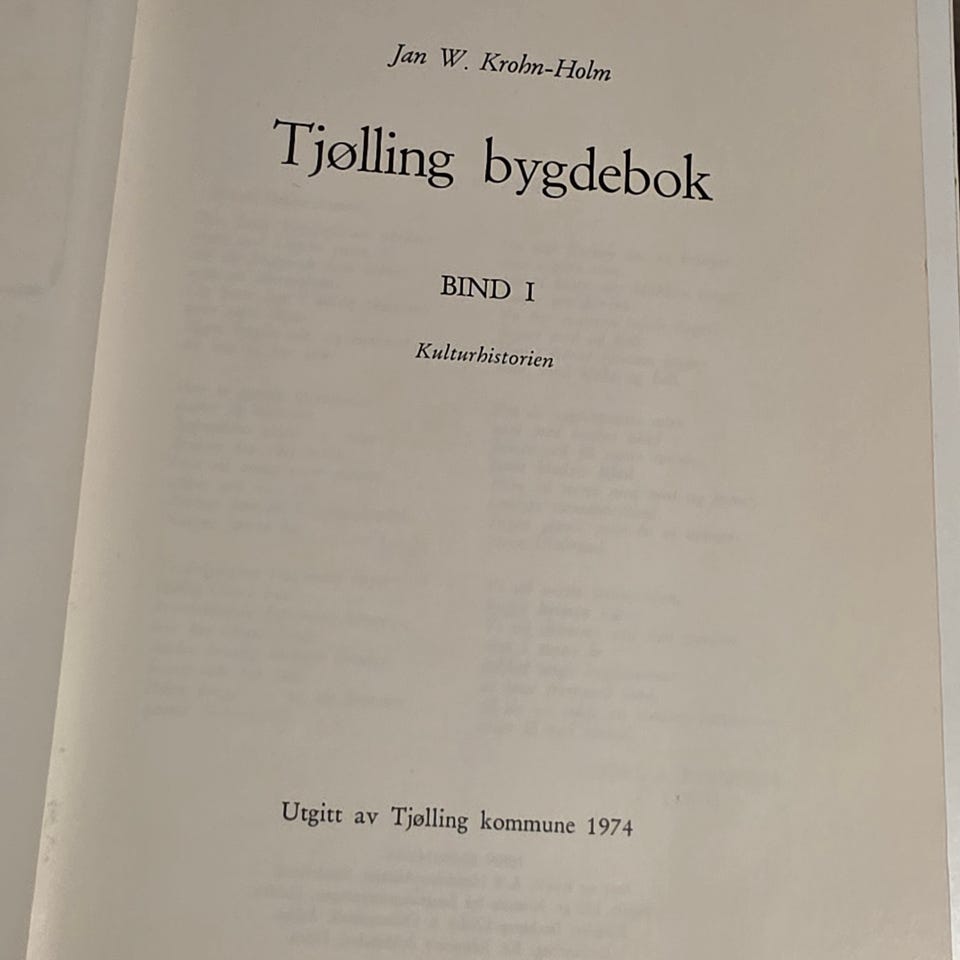 Jan W. Krohn-Holm
Tjølling bygdebok
BIND I
Kulturhistorien
Utgitt av Tjølling kommune 1974